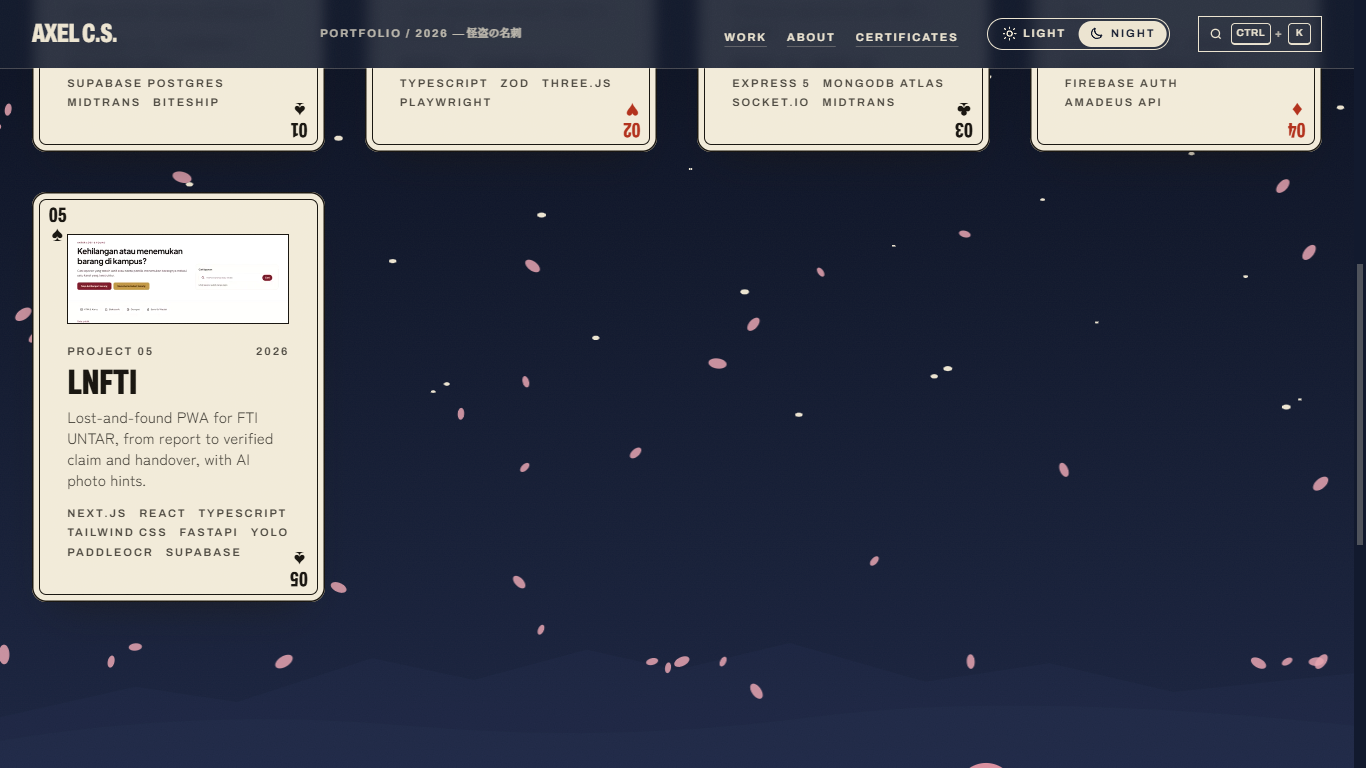 AXEL C.S.
PORTFOLIO / 2026 — 怪盗の名刺
WORK ABOUT CERTIFICATES
LIGHT NIGHT
CTRL + K
SUPABASE POSTGRES
MIDTRANS BITESHIP
01
TYPESCRIPT ZOD THREE.JS
PLAYWRIGHT
02
EXPRESS 5 MONGODB ATLAS
SOCKET.IO MIDTRANS
03
FIREBASE AUTH
AMADEUS API
04
05
Kehilangan atau menemukan
barang di kampus?
PROJECT 05 2026
LNFTI
Lost-and-found PWA for FTI
UNTAR, from report to verified
claim and handover, with AI
photo hints.
NEXT.JS REACT TYPESCRIPT
TAILWIND CSS FASTAPI YOLO
PADDLEOCR SUPABASE
05